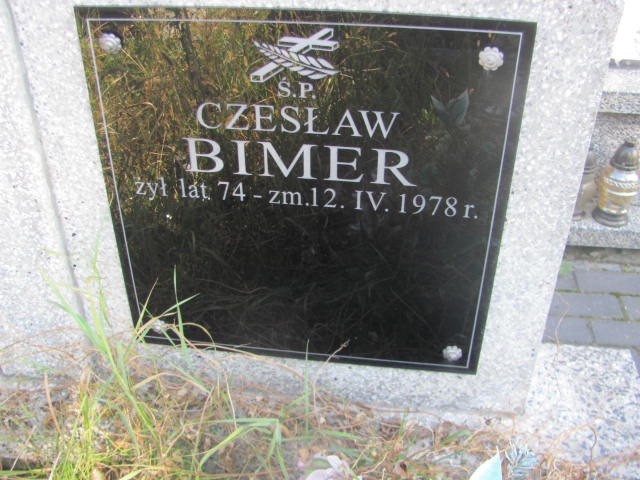 Ś.P.
CZESŁAW
BIMER
żył lat 74 - zm. 12. IV. 1978 r.